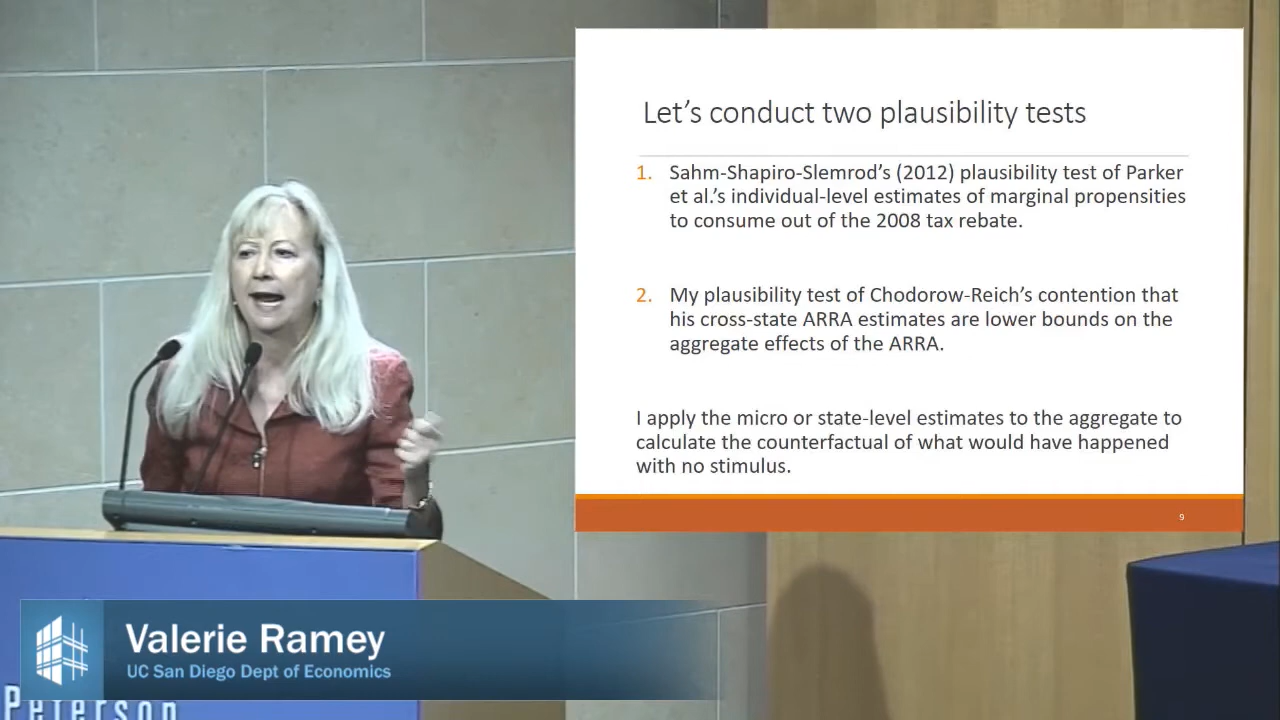 Let's conduct two plausibility tests
1. Sahm-Shapiro-Slemrod's (2012) plausibility test of Parker
et al.'s individual-level estimates of marginal propensities
to consume out of the 2008 tax rebate.
2. My plausibility test of Chodorow-Reich's contention that
his cross-state ARRA estimates are lower bounds on the
aggregate effects of the ARRA.
I apply the micro or state-level estimates to the aggregate to
calculate the counterfactual of what would have happened
with no stimulus.
9
Valerie Ramey
UC San Diego Dept of Economics
Peterson